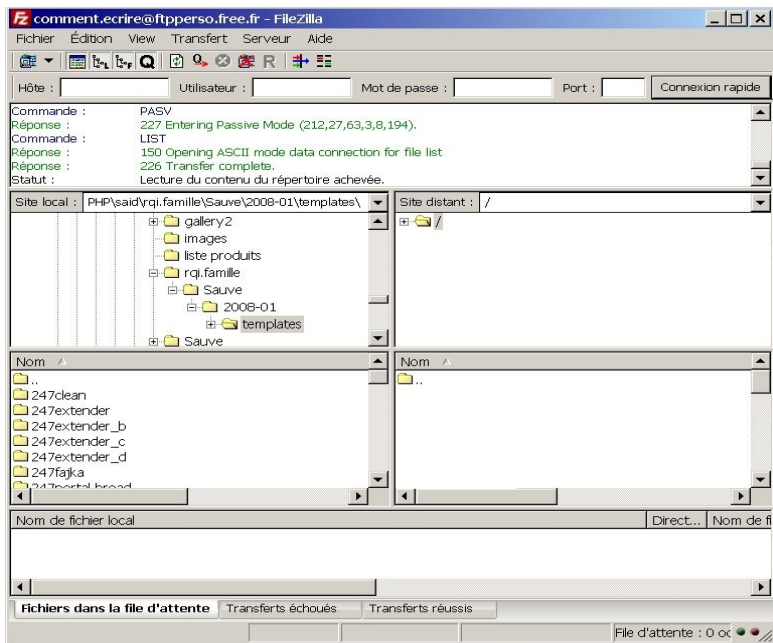 comment.ecrire@ftpperso.free.fr - FileZilla
Fichier Édition View Transfert Serveur Aide
Hôte : Utilisateur : Mot de passe : Port : Connexion rapide
Commande : PASV
Réponse : 227 Entering Passive Mode (212,27,63,3,8,194).
Commande : LIST
Réponse : 150 Opening ASCII mode data connection for file list
Réponse : 226 Transfer complete.
Statut : Lecture du contenu du répertoire achevée.
Site local : PHP\said\rqi.famille\Sauve\2008-01\templates\
gallery2
images
liste produits
rqi.famille
Sauve
2008-01
templates
Sauve
Site distant : /
/
Nom
..
247clean
247extender
247extender_b
247extender_c
247extender_d
247fajka
247portal broad
Nom
..
Nom de fichier local Direct... Nom de fi
Fichiers dans la file d'attente Transferts échoués Transferts réussis
File d'attente : 0 oc